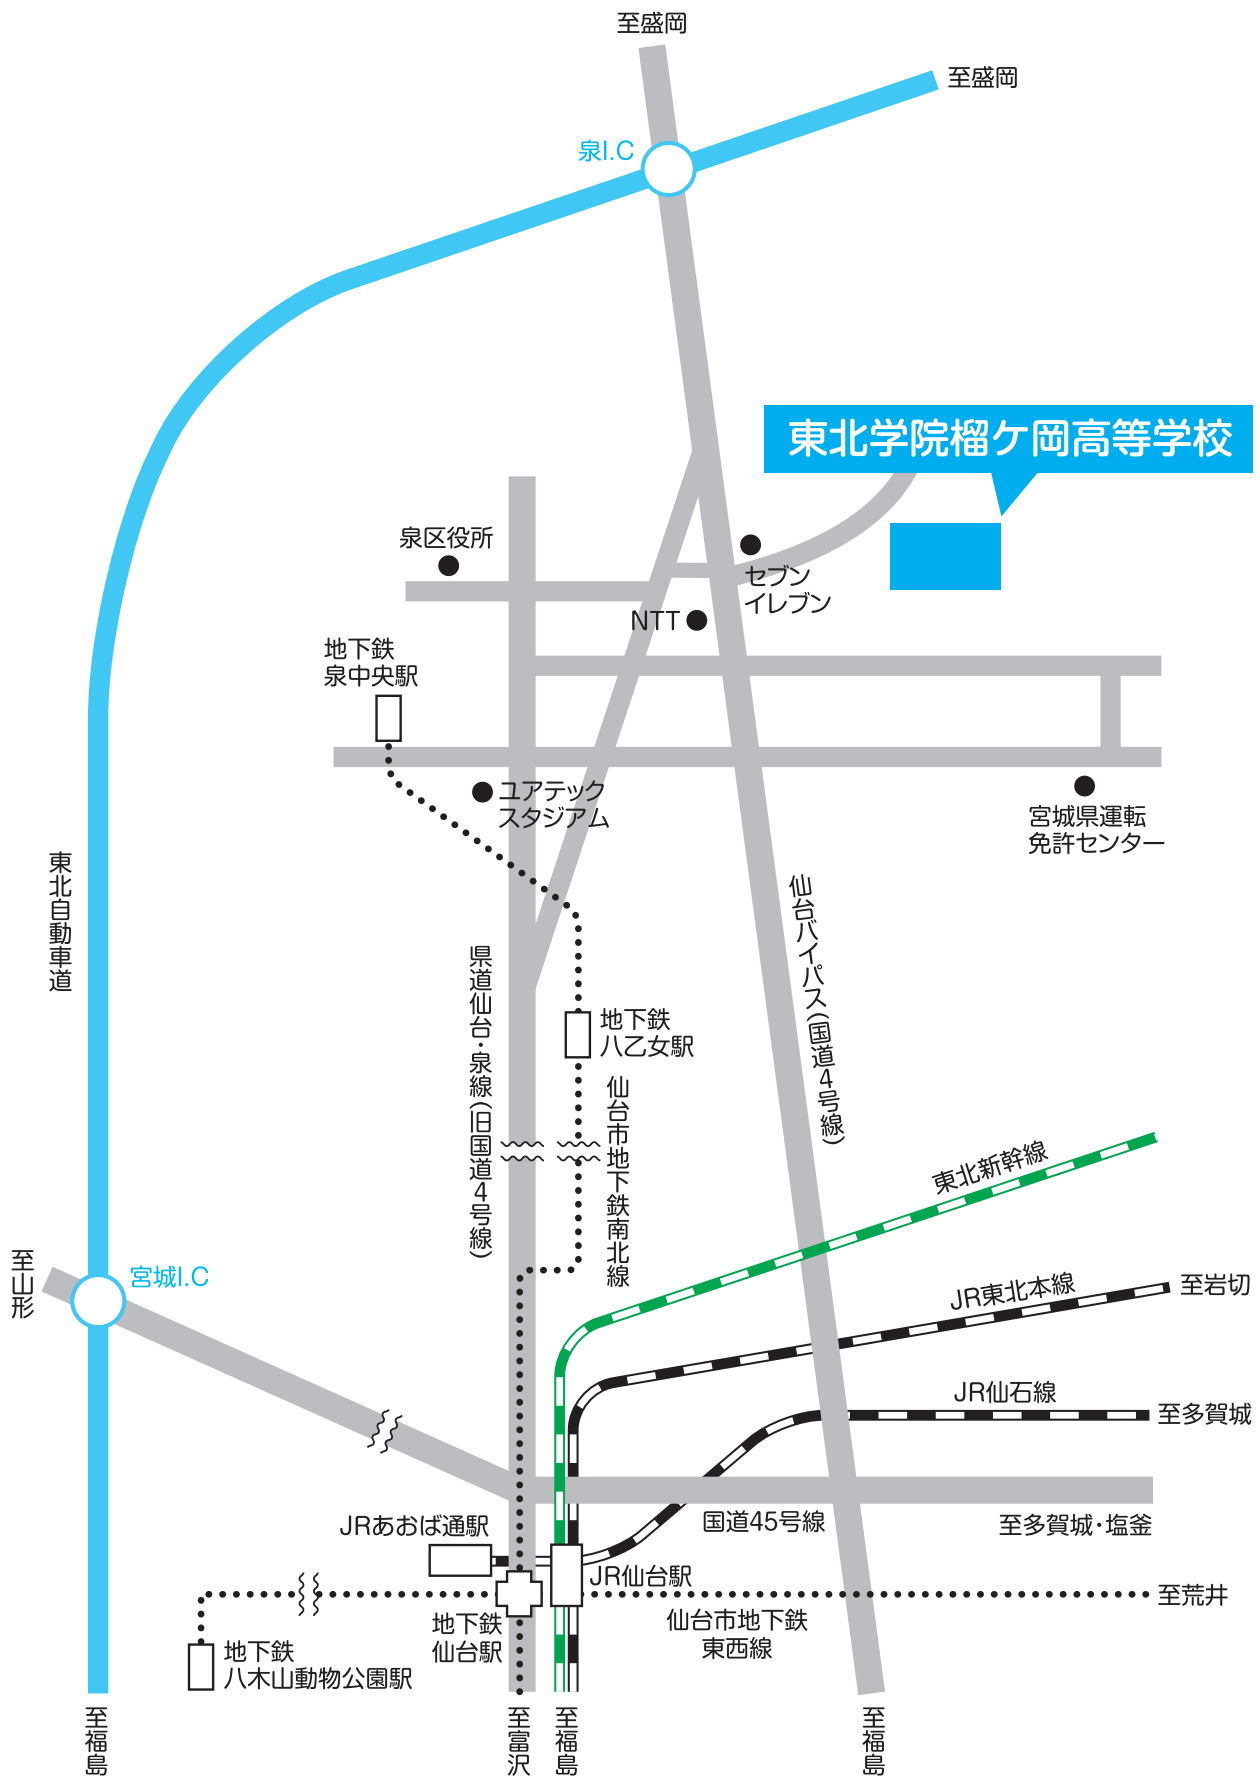 至盛岡
至盛岡
泉I.C
東北学院榴ケ岡高等学校
泉区役所
セブン
イレブン
NTT
地下鉄
泉中央駅
ユアテック
スタジアム
宮城県運転
免許センター
東北自動車道
仙台バイパス(国道4号線)
県道仙台・泉線(旧国道4号線)
地下鉄
八乙女駅
仙台市地下鉄南北線
東北新幹線
至山形
宮城I.C
JR東北本線
至岩切
JR仙石線
至多賀城
国道45号線
至多賀城・塩釜
JRあおば通駅
JR仙台駅
至荒井
地下鉄
仙台駅
仙台市地下鉄
東西線
地下鉄
八木山動物公園駅
至福島
至富沢
至福島
至福島